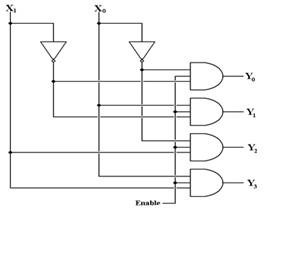 X₁ X₀
Y₀
Y₁
Y₂
Y₃
Enable